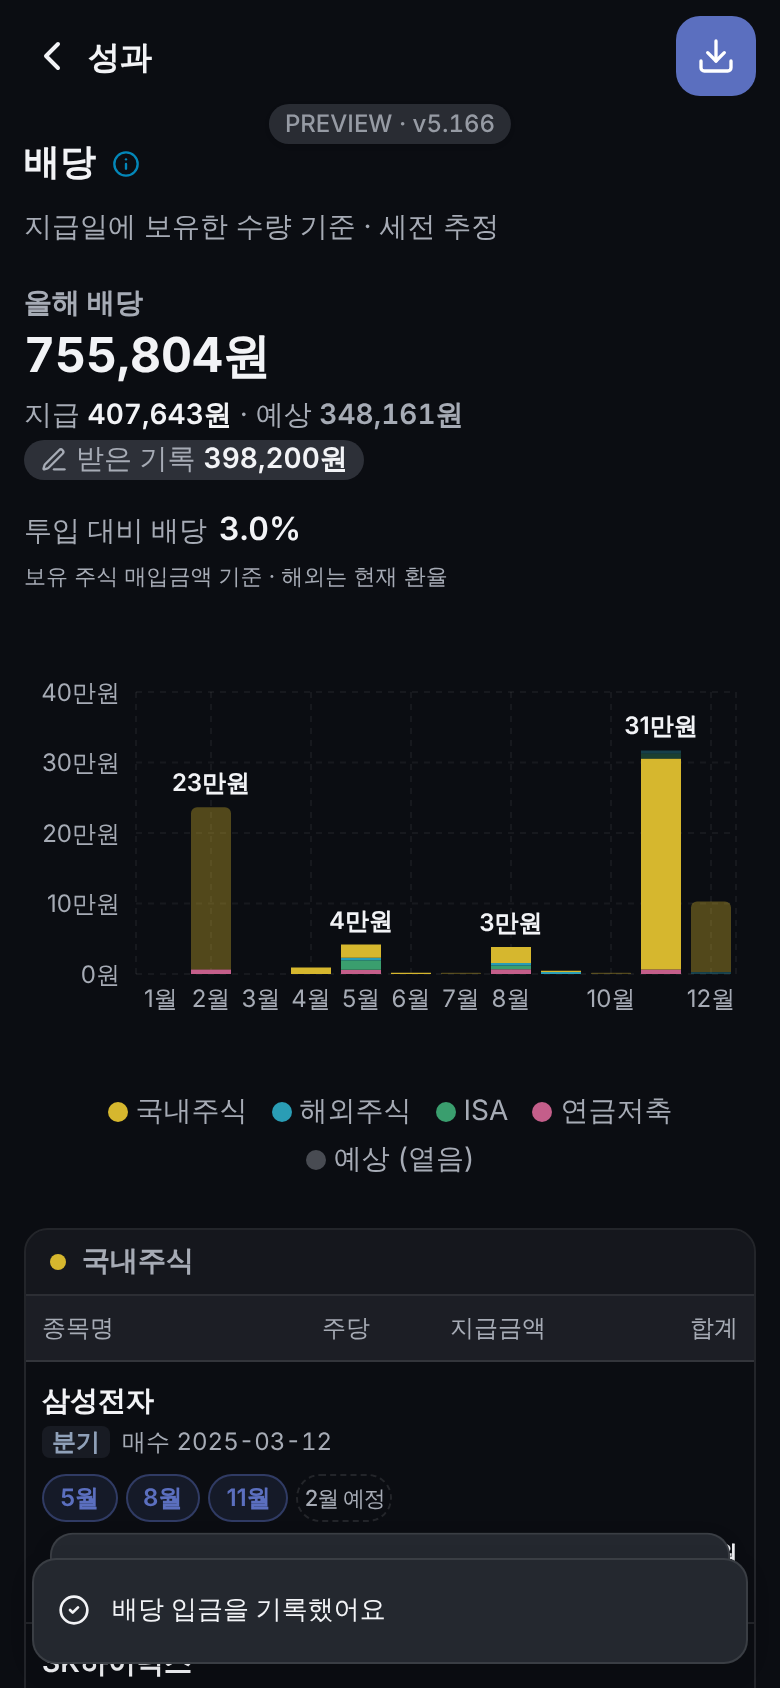 성과
PREVIEW · v5.166
배당
지급일에 보유한 수량 기준 · 세전 추정
올해 배당
755,804원
지급 407,643원 · 예상 348,161원
받은 기록 398,200원
투입 대비 배당 3.0%
보유 주식 매입금액 기준 · 해외는 현재 환율
40만원
30만원
20만원
10만원
0원
23만원
4만원
3만원
31만원
1월 2월 3월 4월 5월 6월 7월 8월 10월 12월
국내주식 해외주식 ISA 연금저축
예상 (옅음)
국내주식
종목명 주당 지급금액 합계
삼성전자
분기 매수 2025-03-12
5월 8월 11월 2월 예정
배당 입금을 기록했어요